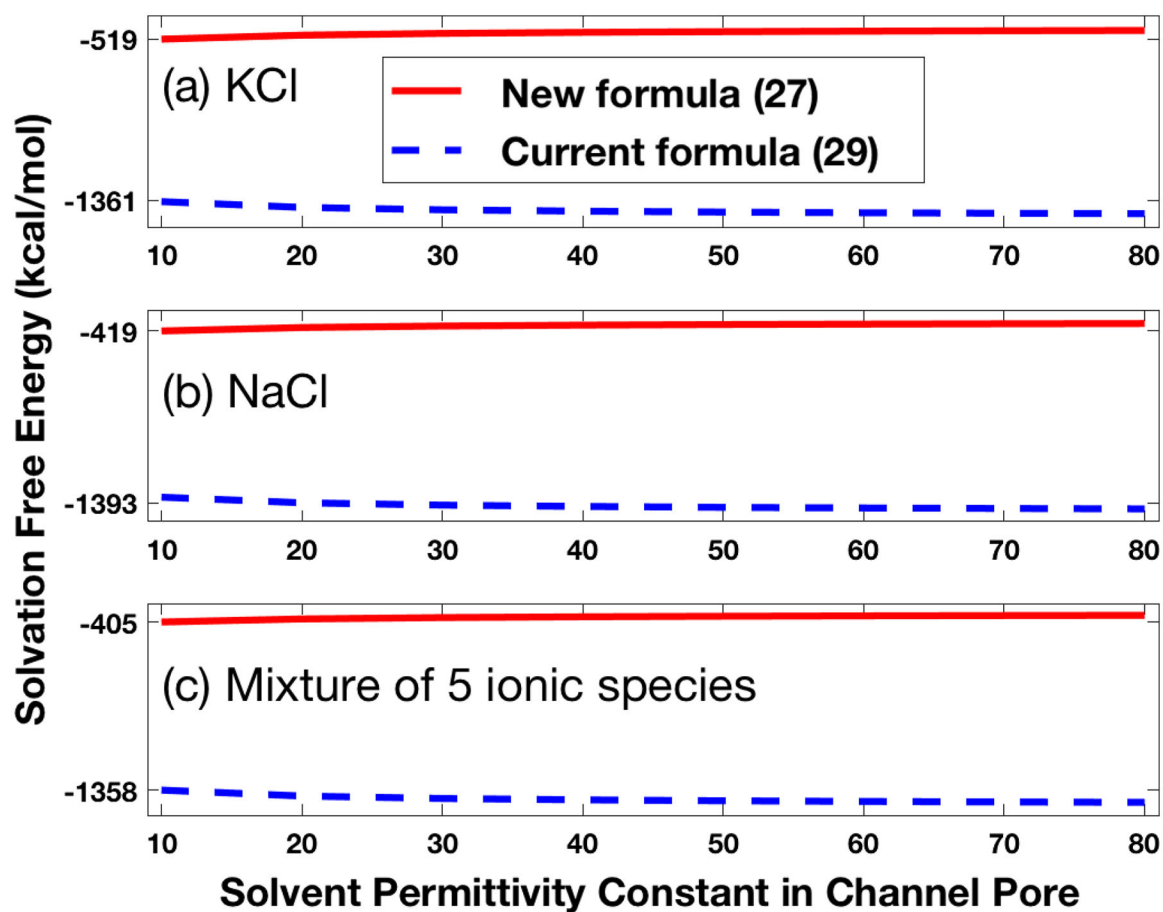 -519
(a) KCl
New formula (27)
Current formula (29)
-1361
10 20 30 40 50 60 70 80
-419
(b) NaCl
-1393
10 20 30 40 50 60 70 80
-405
(c) Mixture of 5 ionic species
-1358
10 20 30 40 50 60 70 80
Solvent Permittivity Constant in Channel Pore
Solvation Free Energy (kcal/mol)